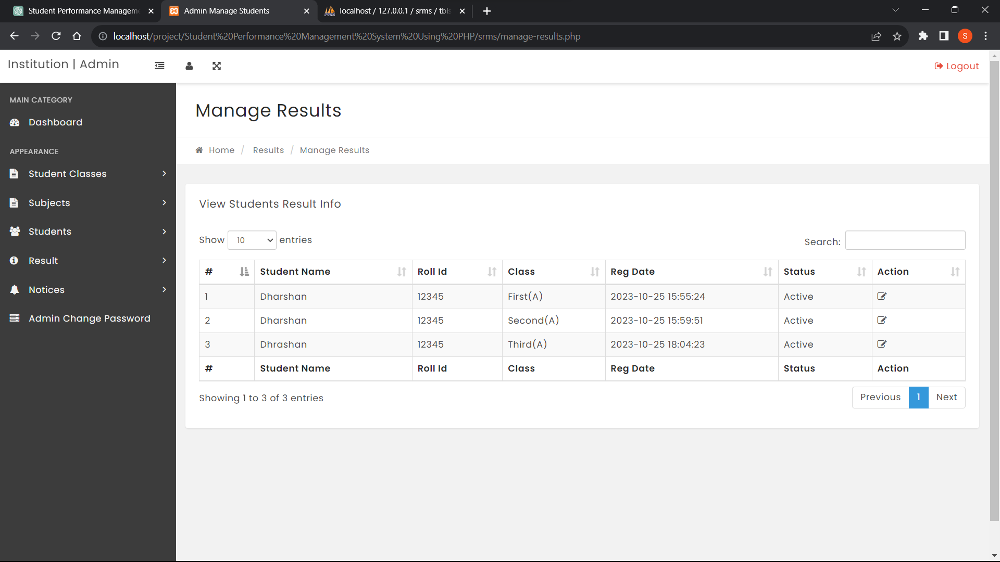 Student Performance Managem
Admin Manage Students
localhost / 127.0.0.1 / srms / tbls
localhost/project/Student%20Performance%20Management%20System%20Using%20PHP/srms/manage-results.php
S
Institution | Admin
Logout
MAIN CATEGORY
Dashboard
APPEARANCE
Student Classes
Subjects
Students
Result
Notices
Admin Change Password
Manage Results
Home / Results / Manage Results
View Students Result Info
Show 10 entries
Search:
# Student Name Roll Id Class Reg Date Status Action
1 Dharshan 12345 First(A) 2023-10-25 15:55:24 Active
2 Dharshan 12345 Second(A) 2023-10-25 15:59:51 Active
3 Dhrashan 12345 Third(A) 2023-10-25 18:04:23 Active
# Student Name Roll Id Class Reg Date Status Action
Showing 1 to 3 of 3 entries
Previous 1 Next